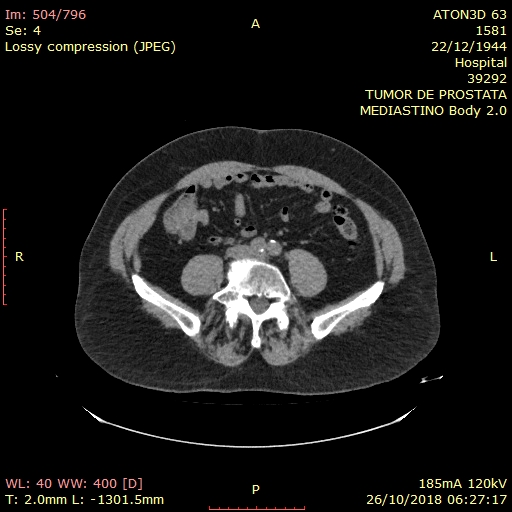 Im: 504/796
Se: 4
Lossy compression (JPEG)
A
ATON3D 63
1581
22/12/1944
Hospital
39292
TUMOR DE PROSTATA
MEDIASTINO Body 2.0
R
L
WL: 40 WW: 400 [D]
T: 2.0mm L: -1301.5mm
P
185mA 120kV
26/10/2018 06:27:17